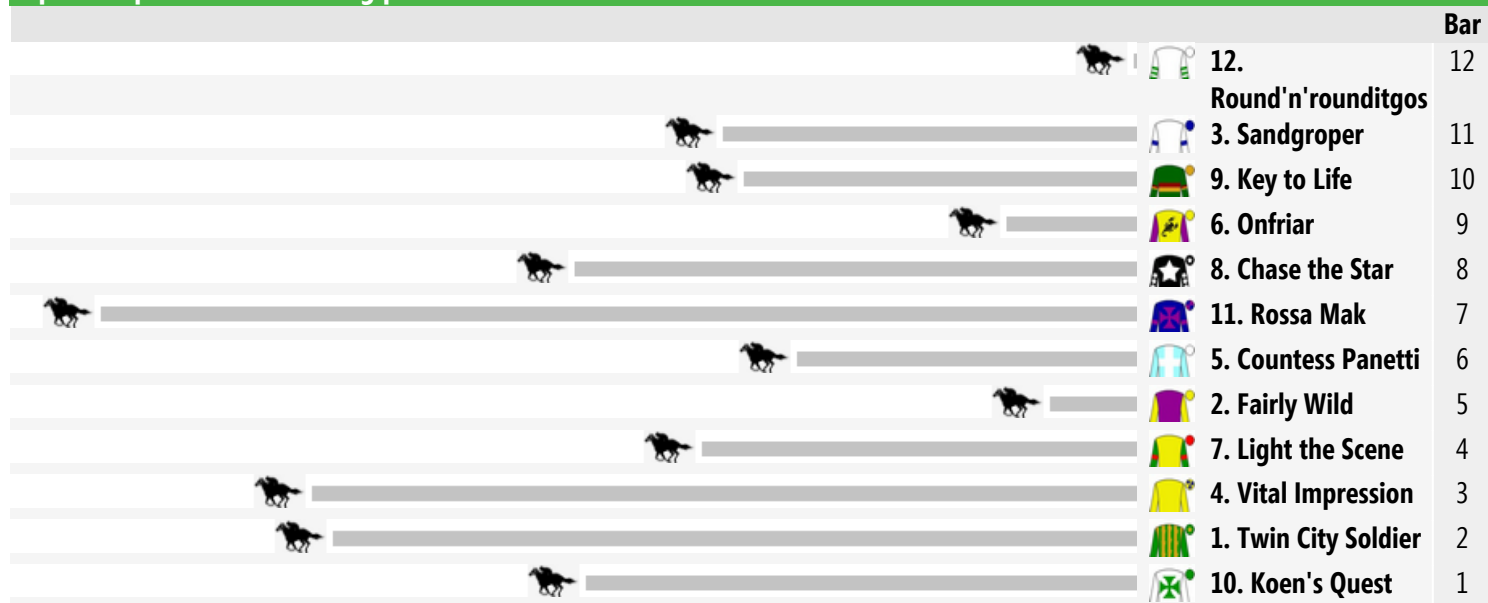 Bar
12. 12
Round'n'rounditgos
3. Sandgroper 11
9. Key to Life 10
6. Onfriar 9
8. Chase the Star 8
11. Rossa Mak 7
5. Countess Panetti 6
2. Fairly Wild 5
7. Light the Scene 4
4. Vital Impression 3
1. Twin City Soldier 2
10. Koen's Quest 1